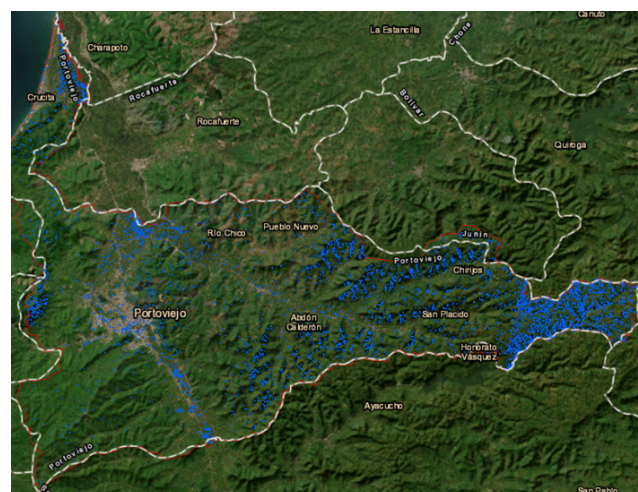 Canuto
La Estancilla
Chone
Charapoto
Portoviejo
Crucita
Rocafuerte
Bolívar
Rocafuerte
Quiroga
Río Chico
Pueblo Nuevo
Junín
Portoviejo
Chirijos
Portoviejo
Abdón
Calderón
San Placido
Honorato
Vásquez
Ayacucho
Portoviejo
San Pablo